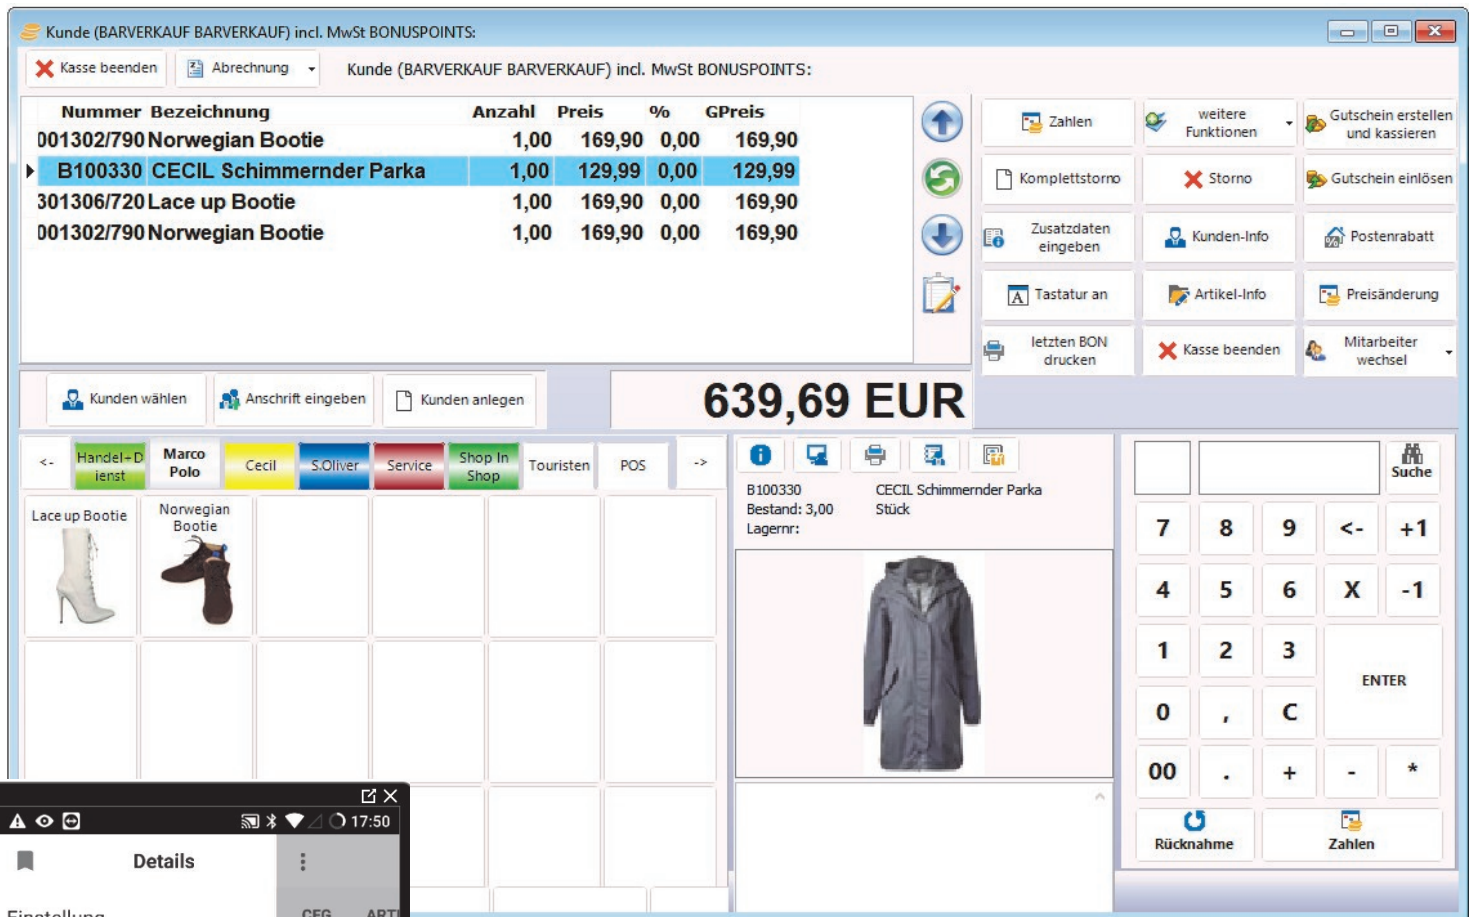 Kunde (BARVERKAUF BARVERKAUF) incl. MwSt BONUSPOINTS:
Kasse beenden
Abrechnung
Kunde (BARVERKAUF BARVERKAUF) incl. MwSt BONUSPOINTS:
Nummer Bezeichnung Anzahl Preis % GPreis
001302/790 Norwegian Bootie 1,00 169,90 0,00 169,90
B100330 CECIL Schimmernder Parka 1,00 129,99 0,00 129,99
301306/720 Lace up Bootie 1,00 169,90 0,00 169,90
001302/790 Norwegian Bootie 1,00 169,90 0,00 169,90
Zahlen
weitere
Funktionen
Gutschein erstellen
und kassieren
Komplettstorno
Storno
Gutschein einlösen
Zusatzdaten
eingeben
Kunden-Info
Postenrabatt
Tastatur an
Artikel-Info
Preisänderung
letzten BON
drucken
Kasse beenden
Mitarbeiter
wechsel
Kunden wählen
Anschrift eingeben
Kunden anlegen
639,69 EUR
<-
Handel+D
ienst
Marco
Polo
Cecil
S.Oliver
Service
Shop In
Shop
Touristen
POS
->
Lace up Bootie
Norwegian
Bootie
B100330 CECIL Schimmernder Parka
Bestand: 3,00 Stück
Lagernr:
Suche
7 8 9 <- +1
4 5 6 X -1
1 2 3
ENTER
0 , C
00 . + - *
Rücknahme
Zahlen
17:50
Details
Einstellung
CFG ARTI